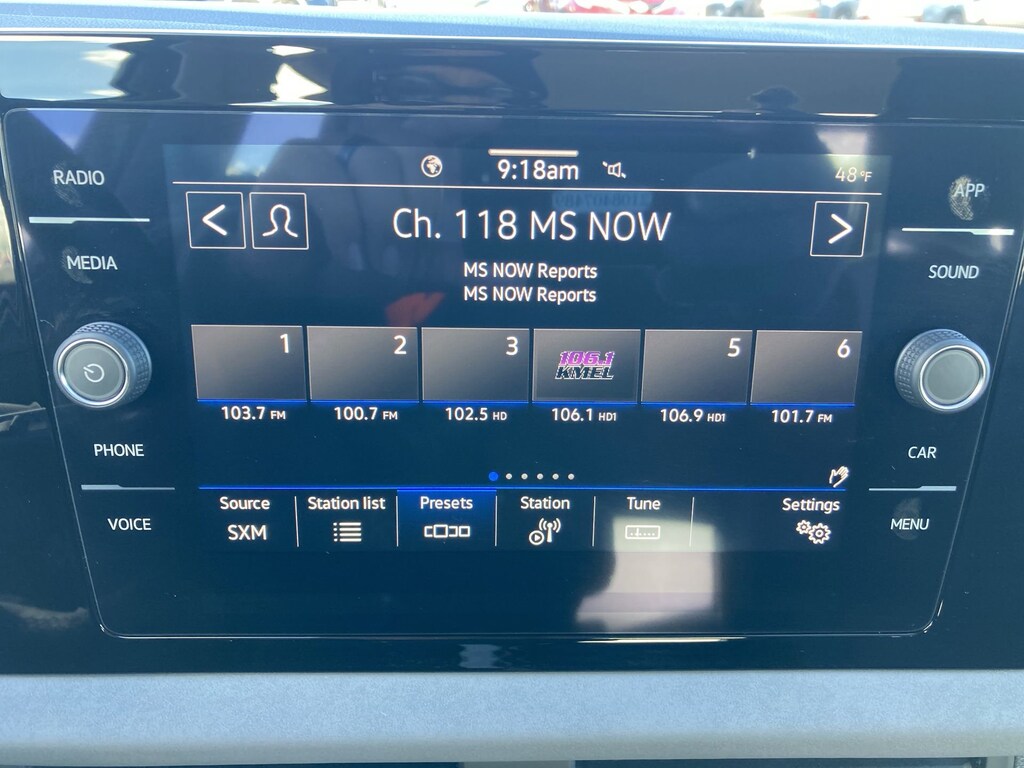 RADIO
MEDIA
PHONE
VOICE
9:18am
48°F
Ch. 118 MS NOW
MS NOW Reports
MS NOW Reports
1
2
3
106.1
KMEL
5
6
103.7 FM
100.7 FM
102.5 HD
106.1 HD1
106.9 HD1
101.7 FM
Source
SXM
Station list
Presets
Station
Tune
Settings
APP
SOUND
CAR
MENU